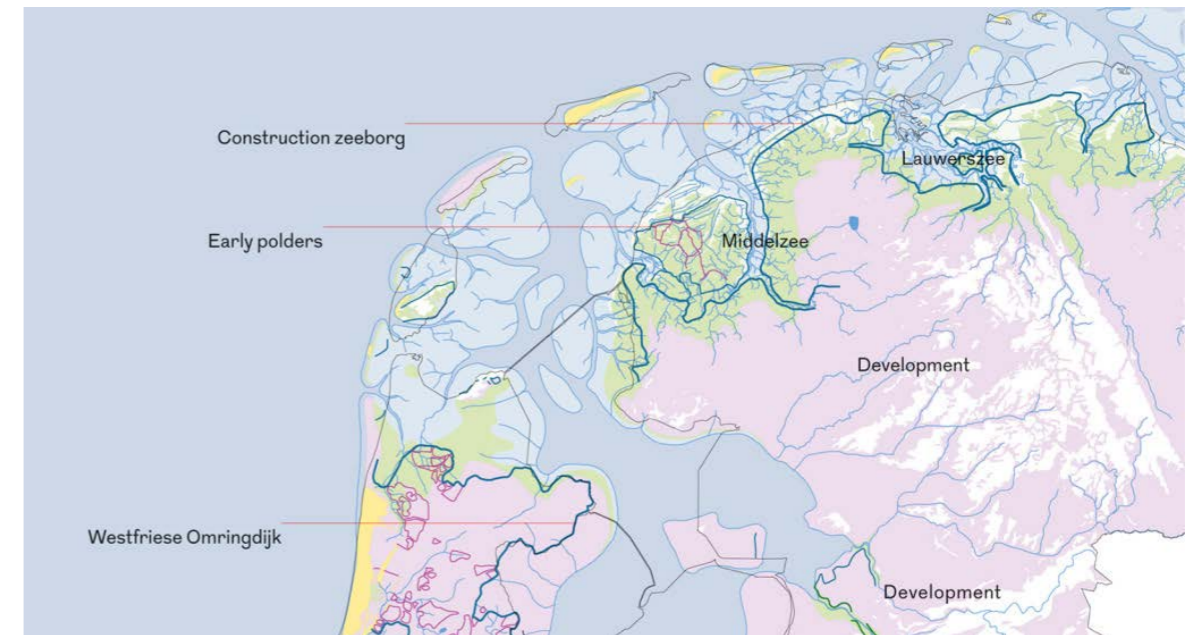 Construction zeeborg
Lauwerszee
Early polders
Middelzee
Development
Westfriese Omringdijk
Development